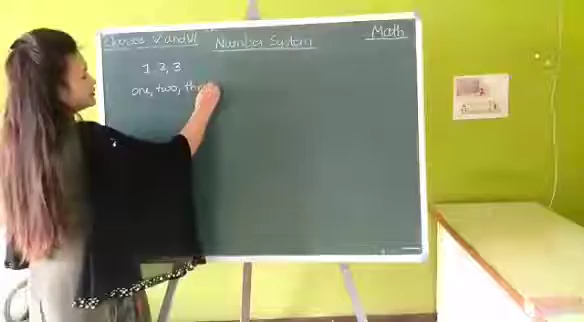 Classes V and VI Number System Math
1 2, 3
one, two, thr